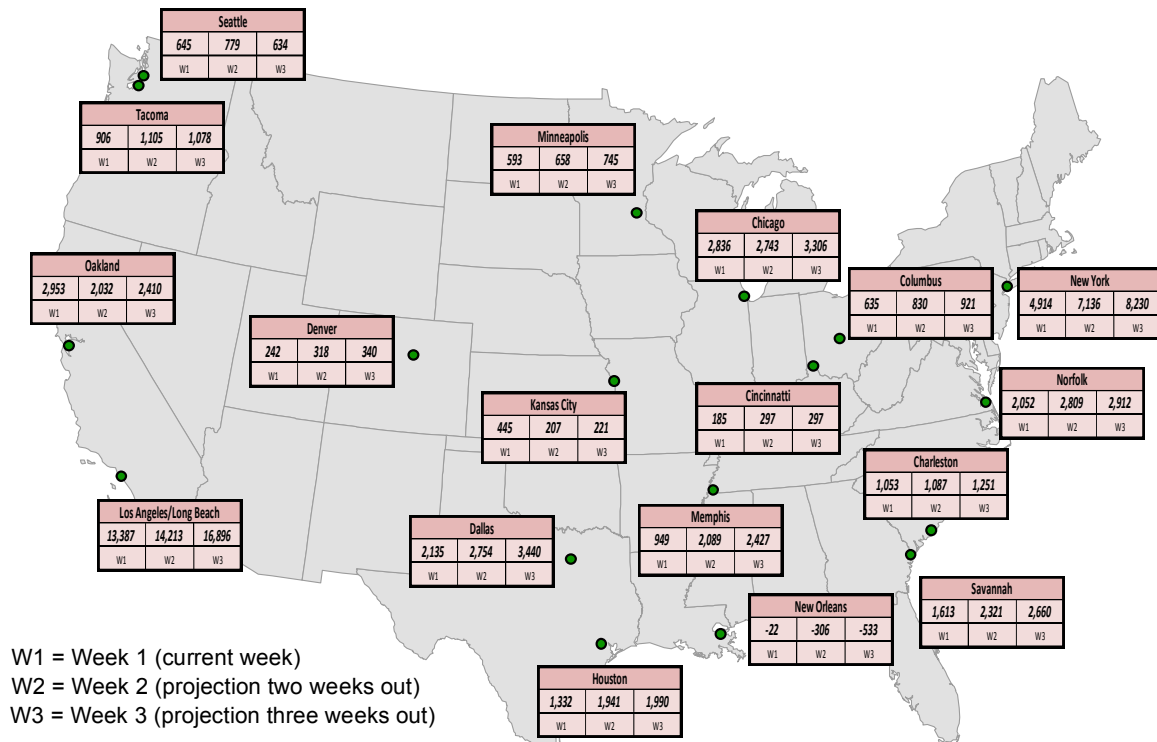 Seattle
645 779 634
W1 W2 W3
Tacoma
906 1,105 1,078
W1 W2 W3
Minneapolis
593 658 745
W1 W2 W3
Chicago
2,836 2,743 3,306
W1 W2 W3
Oakland
2,953 2,032 2,410
W1 W2 W3
Columbus
635 830 921
W1 W2 W3
New York
4,914 7,136 8,230
W1 W2 W3
Denver
242 318 340
W1 W2 W3
Norfolk
2,052 2,809 2,912
W1 W2 W3
Kansas City
445 207 221
W1 W2 W3
Cincinnatti
185 297 297
W1 W2 W3
Charleston
1,053 1,087 1,251
W1 W2 W3
Los Angeles/Long Beach
13,387 14,213 16,896
W1 W2 W3
Dallas
2,135 2,754 3,440
W1 W2 W3
Memphis
949 2,089 2,427
W1 W2 W3
Savannah
1,613 2,321 2,660
W1 W2 W3
New Orleans
-22 -306 -533
W1 W2 W3
Houston
1,332 1,941 1,990
W1 W2 W3
W1 = Week 1 (current week)
W2 = Week 2 (projection two weeks out)
W3 = Week 3 (projection three weeks out)